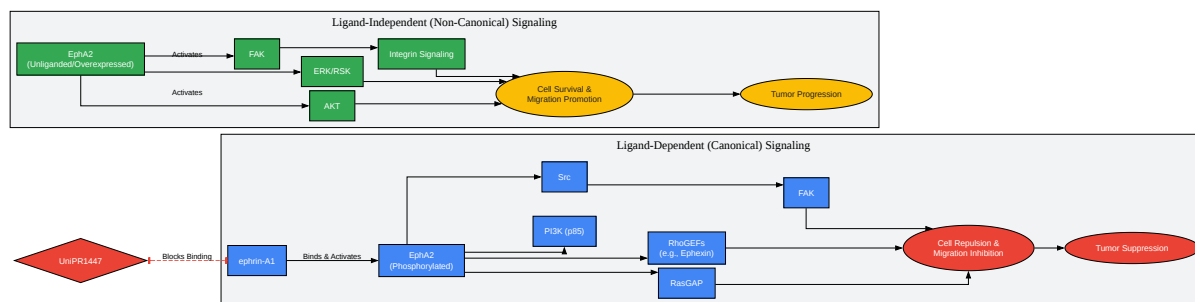 Ligand-Independent (Non-Canonical) Signaling
EphA2
(Unliganded/Overexpressed)
Activates
FAK
Integrin Signaling
ERK/RSK
Activates
AKT
Cell Survival &
Migration Promotion
Tumor Progression
Ligand-Dependent (Canonical) Signaling
Src
FAK
PI3K (p85)
UniPR1447
Blocks Binding
ephrin-A1
Binds & Activates
EphA2
(Phosphorylated)
RhoGEFs
(e.g., Ephexin)
RasGAP
Cell Repulsion &
Migration Inhibition
Tumor Suppression